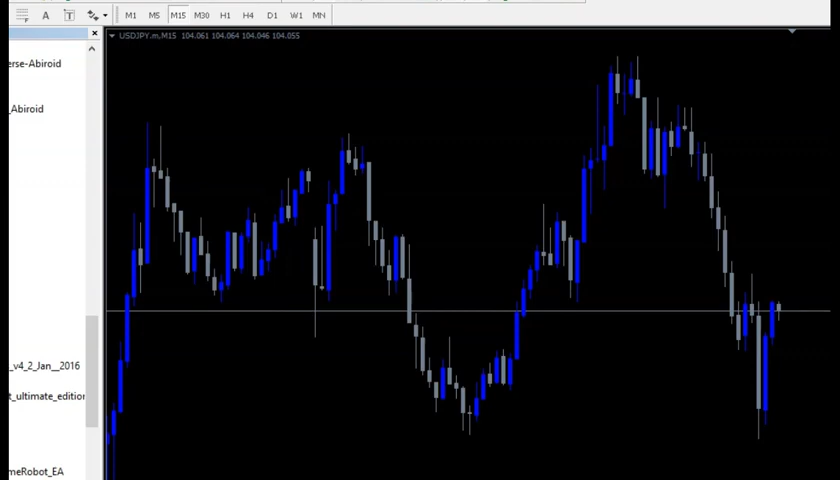 A T M1 M5 M15 M30 H1 H4 D1 W1 MN
USDJPY.m,M15 104.061 104.064 104.046 104.055
erse-Abiroid
_Abiroid
_v4_2_Jan__2016
t_ultimate_edition
meRobot_EA